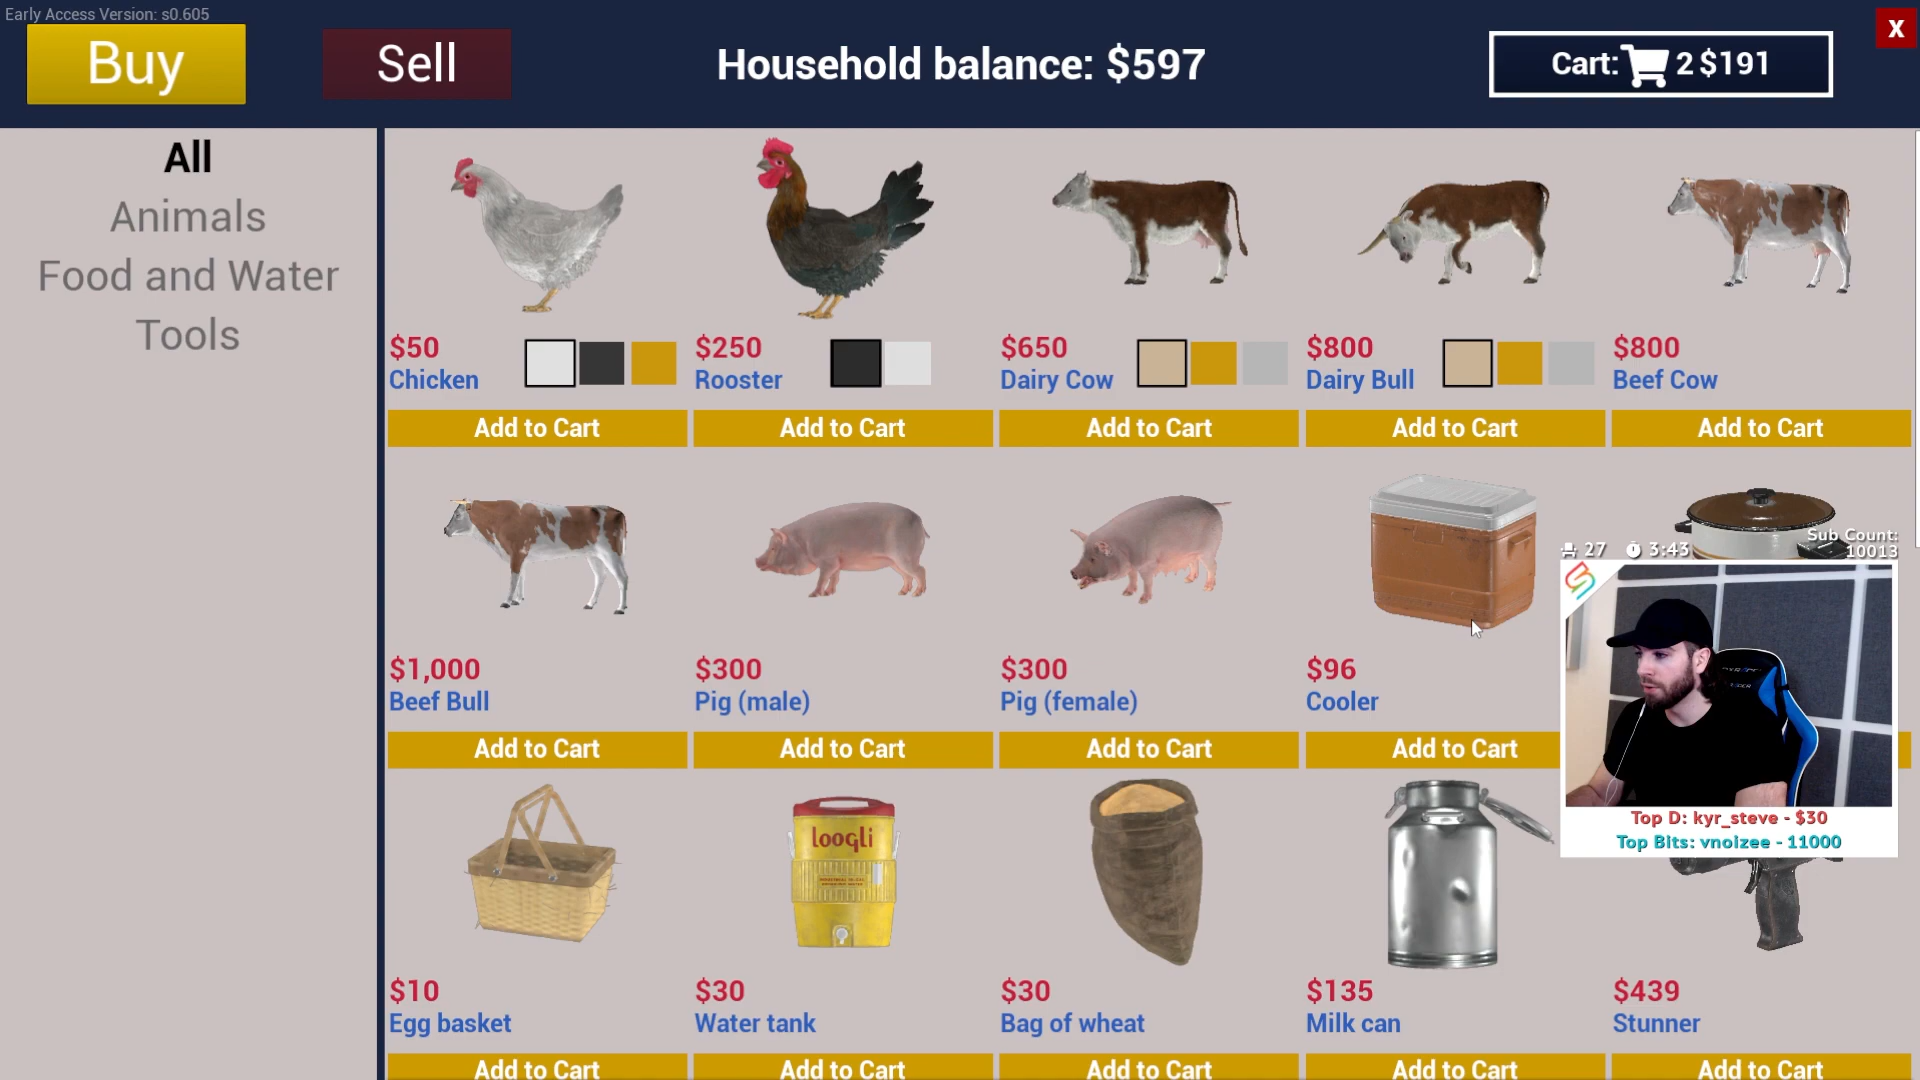 Early Access Version: s0.605
Buy
Sell
Household balance: $597
Cart: 2 $191
X
All
Animals
Food and Water
Tools
$50
Chicken
$250
Rooster
$650
Dairy Cow
$800
Dairy Bull
$800
Beef Cow
Add to Cart
Add to Cart
Add to Cart
Add to Cart
Add to Cart
$1,000
Beef Bull
$300
Pig (male)
$300
Pig (female)
$96
Cooler
Add to Cart
Add to Cart
Add to Cart
Add to Cart
27
3:43
Sub Count:
10013
Top D: kyr_steve - $30
Top Bits: vnoizee - 11000
loogli
$10
Egg basket
$30
Water tank
$30
Bag of wheat
$135
Milk can
$439
Stunner
Add to Cart
Add to Cart
Add to Cart
Add to Cart
Add to Cart